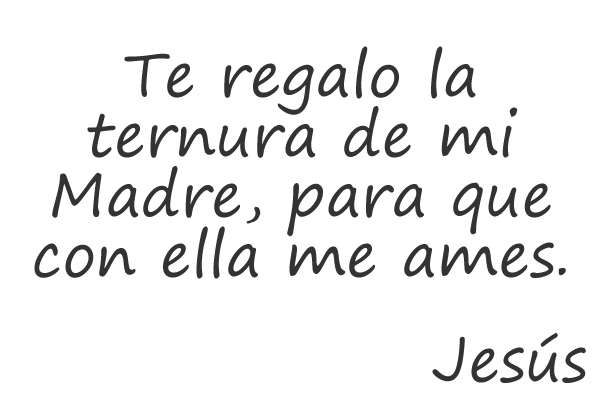 Te regalo la
ternura de mi
Madre, para que
con ella me ames.
Jesús